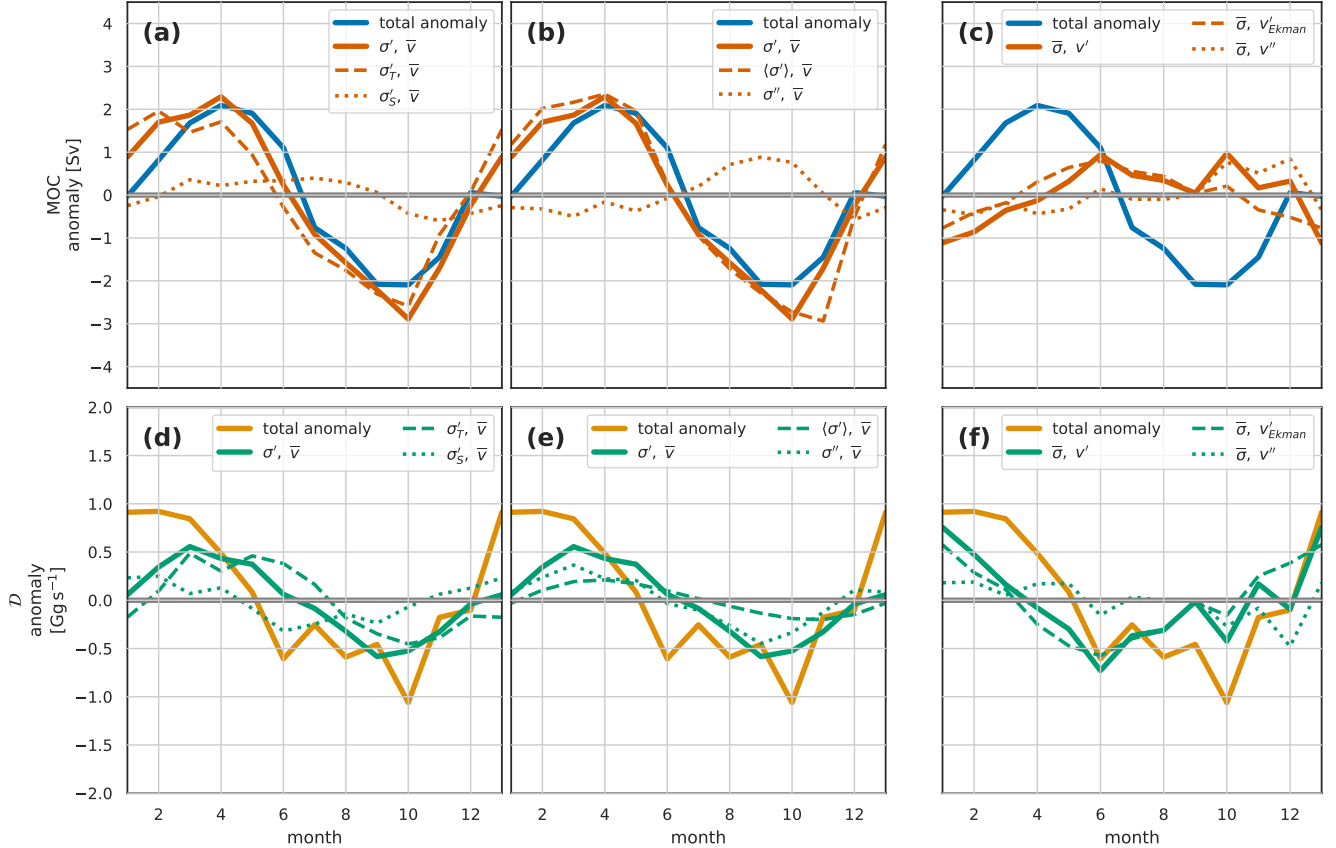 (a)
total anomaly
σ′, v̅
σ′_T, v̅
σ′_S, v̅
(b)
total anomaly
σ′, v̅
⟨σ′⟩, v̅
σ″, v̅
(c)
total anomaly
σ̅, v′
σ̅, v′_Ekman
σ̅, v″
4
3
2
1
0
−1
−2
−3
−4
MOC
anomaly [Sv]
(d)
total anomaly
σ′, v̅
σ′_T, v̅
σ′_S, v̅
(e)
total anomaly
σ′, v̅
⟨σ′⟩, v̅
σ″, v̅
(f)
total anomaly
σ̅, v′
σ̅, v′_Ekman
σ̅, v″
2.0
1.5
1.0
0.5
0.0
−0.5
−1.0
−1.5
−2.0
𝒟
anomaly
[Gg s⁻¹]
2 4 6 8 10 12
month
2 4 6 8 10 12
month
2 4 6 8 10 12
month